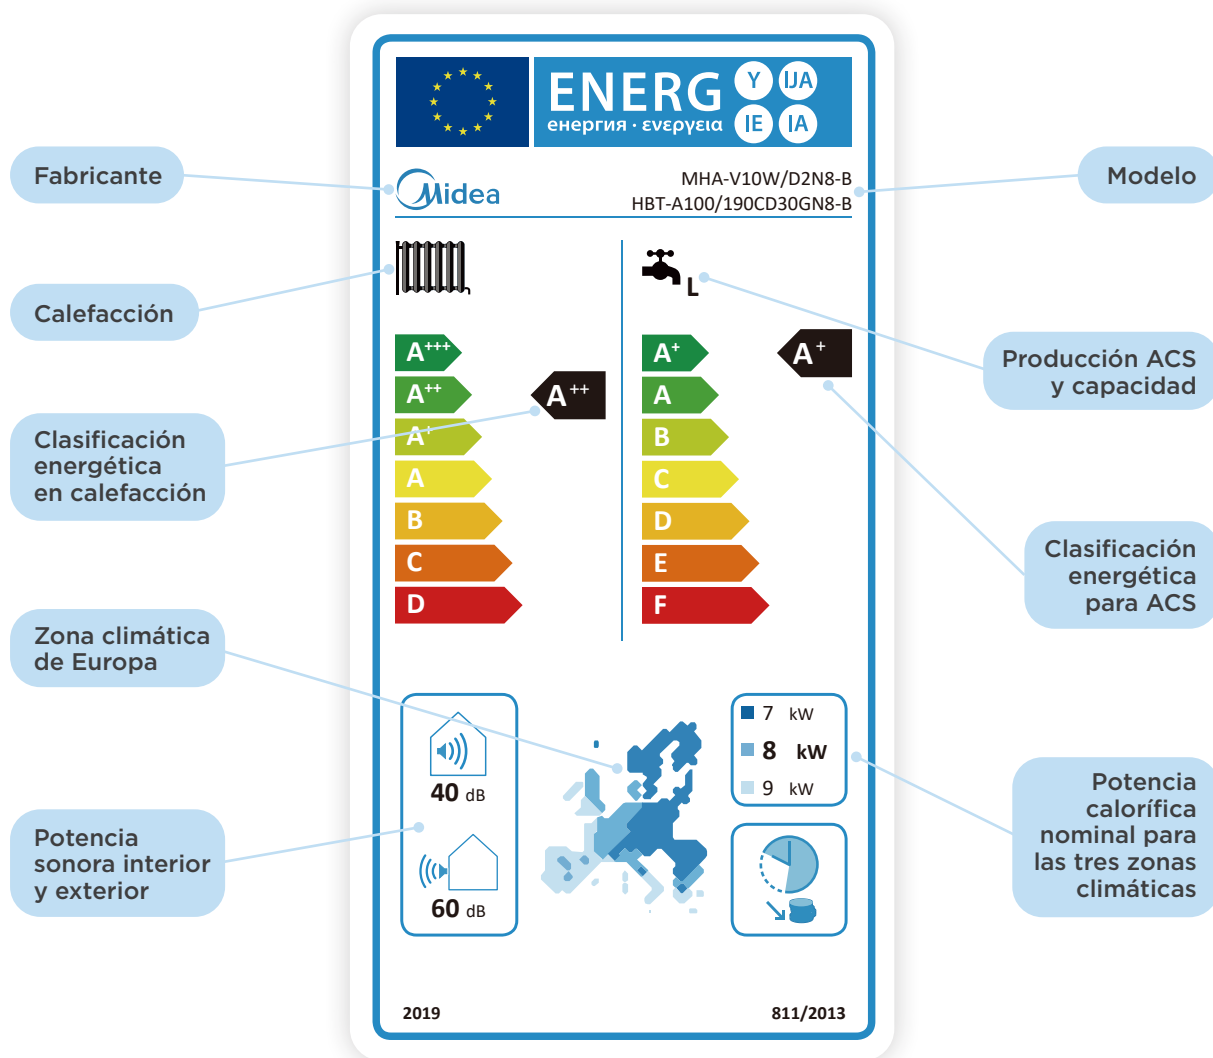 ENERG
Y IJA
IE IA
енергия · ενεργεια
Fabricante
Midea
MHA-V10W/D2N8-B
HBT-A100/190CD30GN8-B
Modelo
Calefacción
L
Producción ACS
y capacidad
A+++
A++
A+
A
B
C
D
A++
A+
A
B
C
D
E
F
A+
Clasificación
energética
en calefacción
Clasificación
energética
para ACS
Zona climática
de Europa
7 kW
8 kW
9 kW
40 dB
60 dB
Potencia
sonora interior
y exterior
Potencia
calorífica
nominal para
las tres zonas
climáticas
2019
811/2013